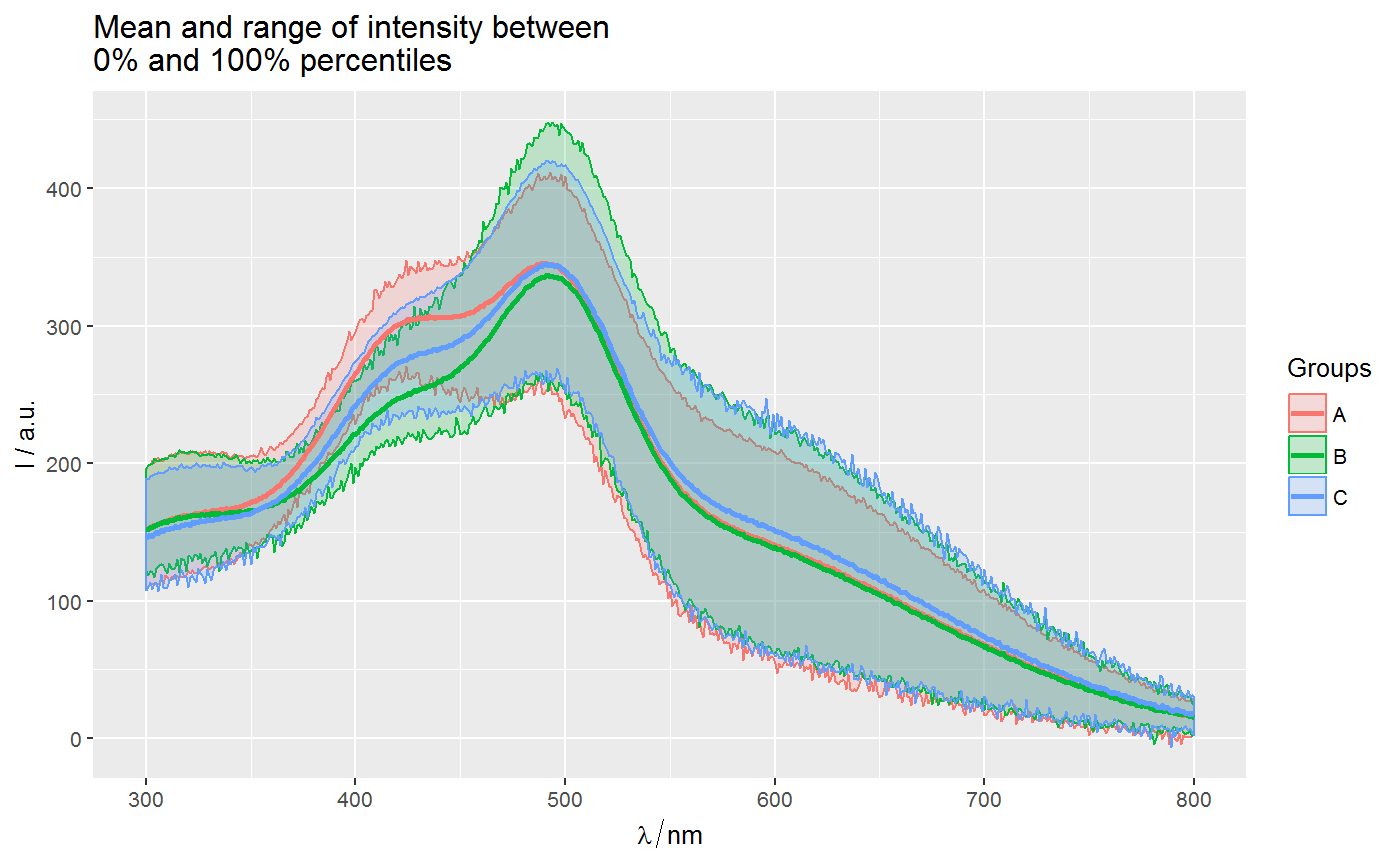 Mean and range of intensity between
0% and 100% percentiles
400
300
200
100
0
I / a.u.
300 400 500 600 700 800
λ/nm
Groups
A
B
C